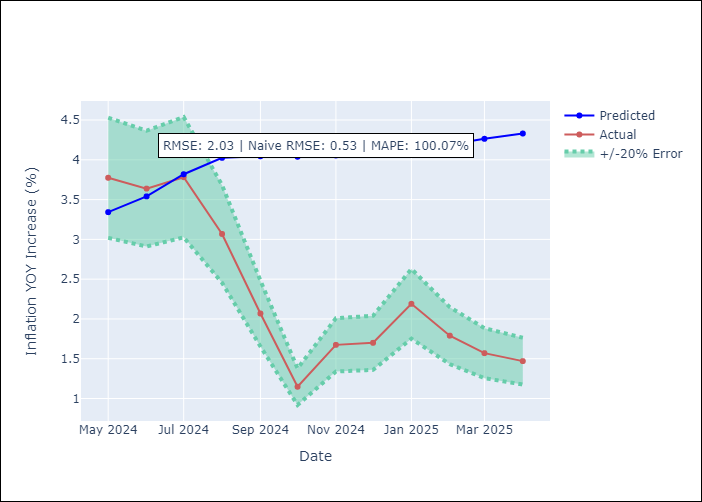 Predicted
Actual
+/-20% Error
RMSE: 2.03 | Naive RMSE: 0.53 | MAPE: 100.07%
4.5
4
3.5
3
2.5
2
1.5
1
Inflation YOY Increase (%)
May 2024
Jul 2024
Sep 2024
Nov 2024
Jan 2025
Mar 2025
Date